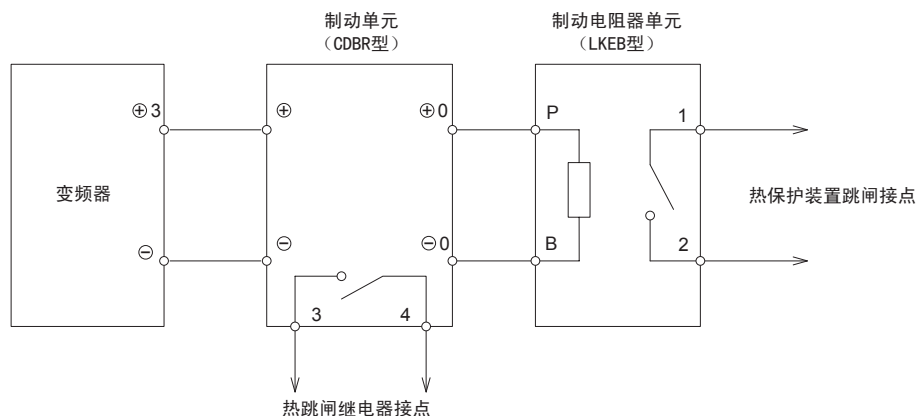 制动单元
（CDBR型）
制动电阻器单元
（LKEB型）
⊕3
⊕
⊕0
P
1
变频器
热保护装置跳闸接点
⊖
⊖
⊖0
B
2
3
4
热跳闸继电器接点